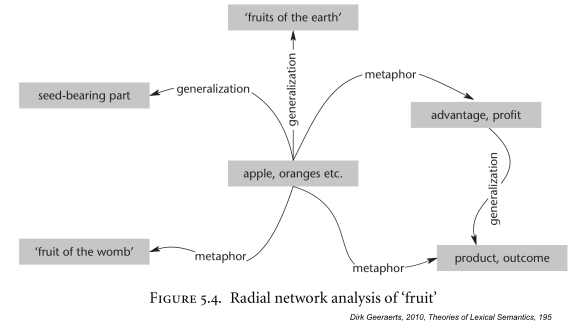 'fruits of the earth'
seed-bearing part
generalization
generalization
metaphor
advantage, profit
apple, oranges etc.
generalization
'fruit of the womb'
metaphor
metaphor
product, outcome
FIGURE 5.4. Radial network analysis of 'fruit'
Dirk Geeraerts, 2010, Theories of Lexical Semantics, 195